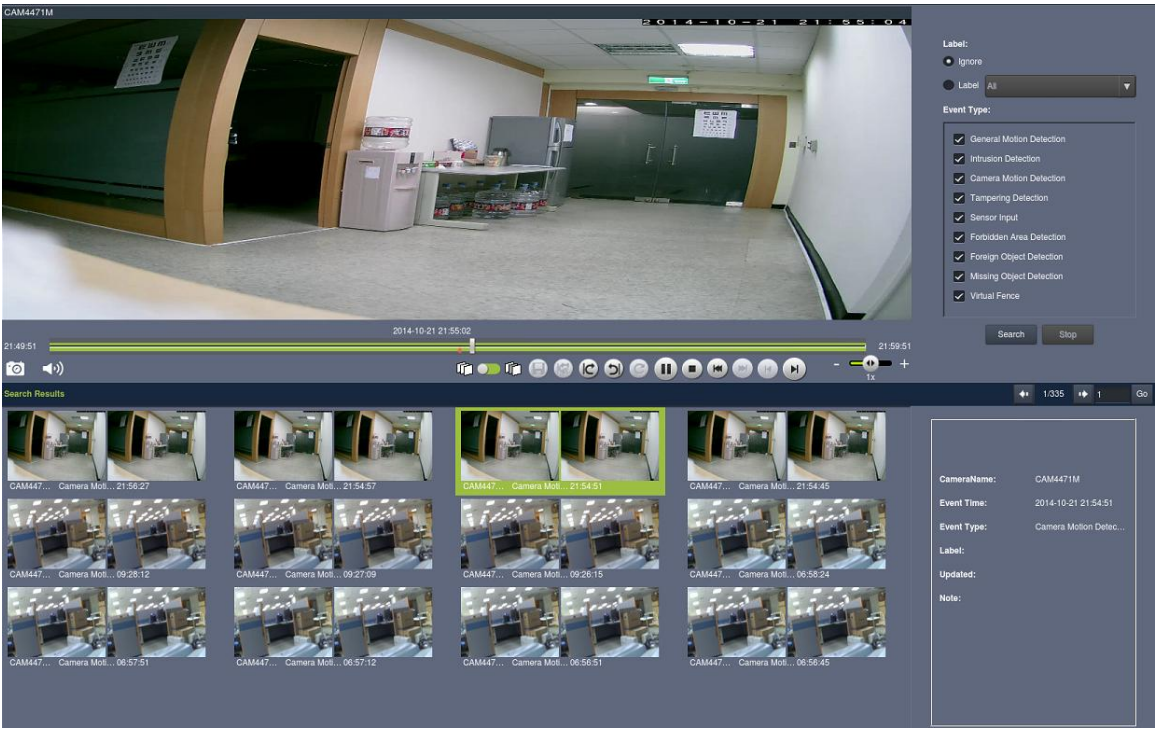 CAM4471M
2014-10-21 21:55:04
Label:
Ignore
Label All
Event Type:
General Motion Detection
Intrusion Detection
Camera Motion Detection
Tampering Detection
Sensor Input
Forbidden Area Detection
Foreign Object Detection
Missing Object Detection
Virtual Fence
Search Stop
2014-10-21 21:55:02
21:49:51 21:59:51
- +
1x
Search Results 1/335 1 Go
CAM447... Camera Moti... 21:56:27
CAM447... Camera Moti... 21:54:57
CAM447... Camera Moti... 21:54:51
CAM447... Camera Moti... 21:54:45
CAM447... Camera Moti... 09:28:12
CAM447... Camera Moti... 09:27:09
CAM447... Camera Moti... 09:26:15
CAM447... Camera Moti... 06:58:24
CAM447... Camera Moti... 06:57:51
CAM447... Camera Moti... 06:57:12
CAM447... Camera Moti... 06:56:51
CAM447... Camera Moti... 06:56:45
CameraName: CAM4471M
Event Time: 2014-10-21 21:54:51
Event Type: Camera Motion Detec...
Label:
Updated:
Note: